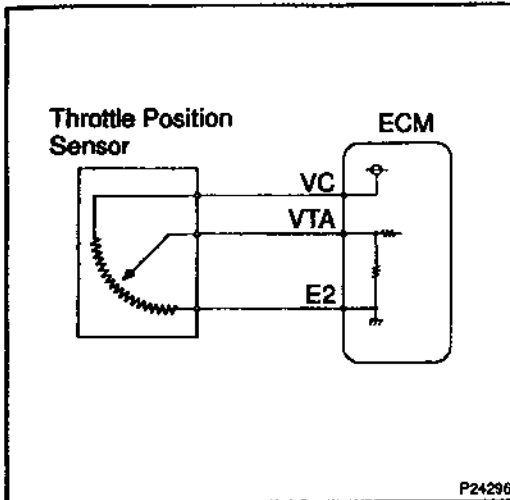 Throttle Position
Sensor
ECM
VC
VTA
E2
P24296